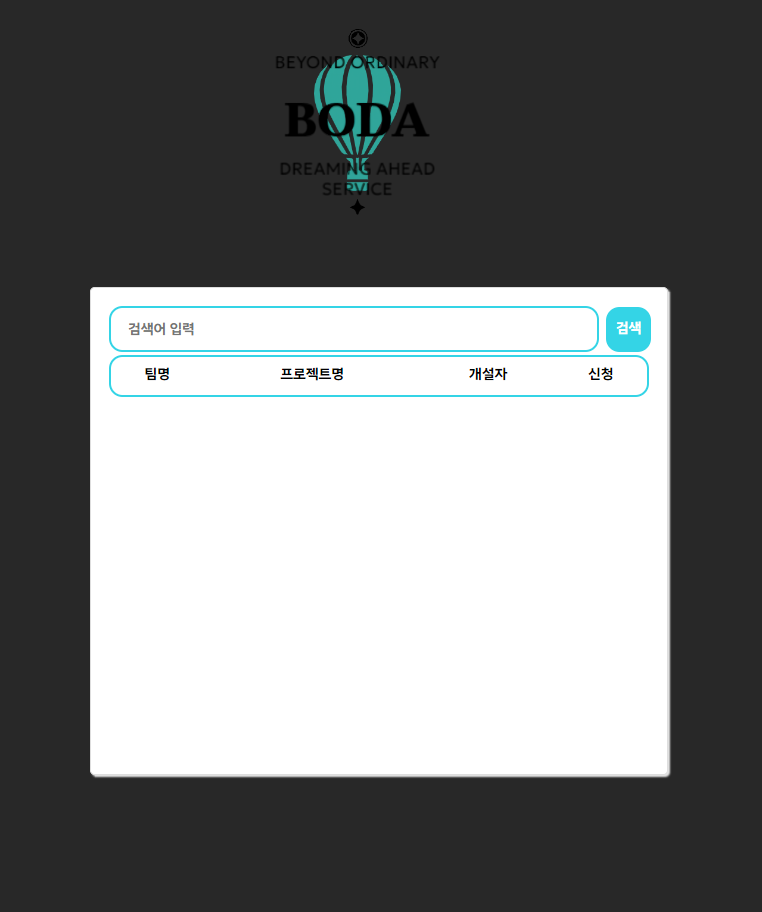 BEYOND ORDINARY
BODA
DREAMING AHEAD
SERVICE
검색어 입력
검색
팀명 프로젝트명 개설자 신청